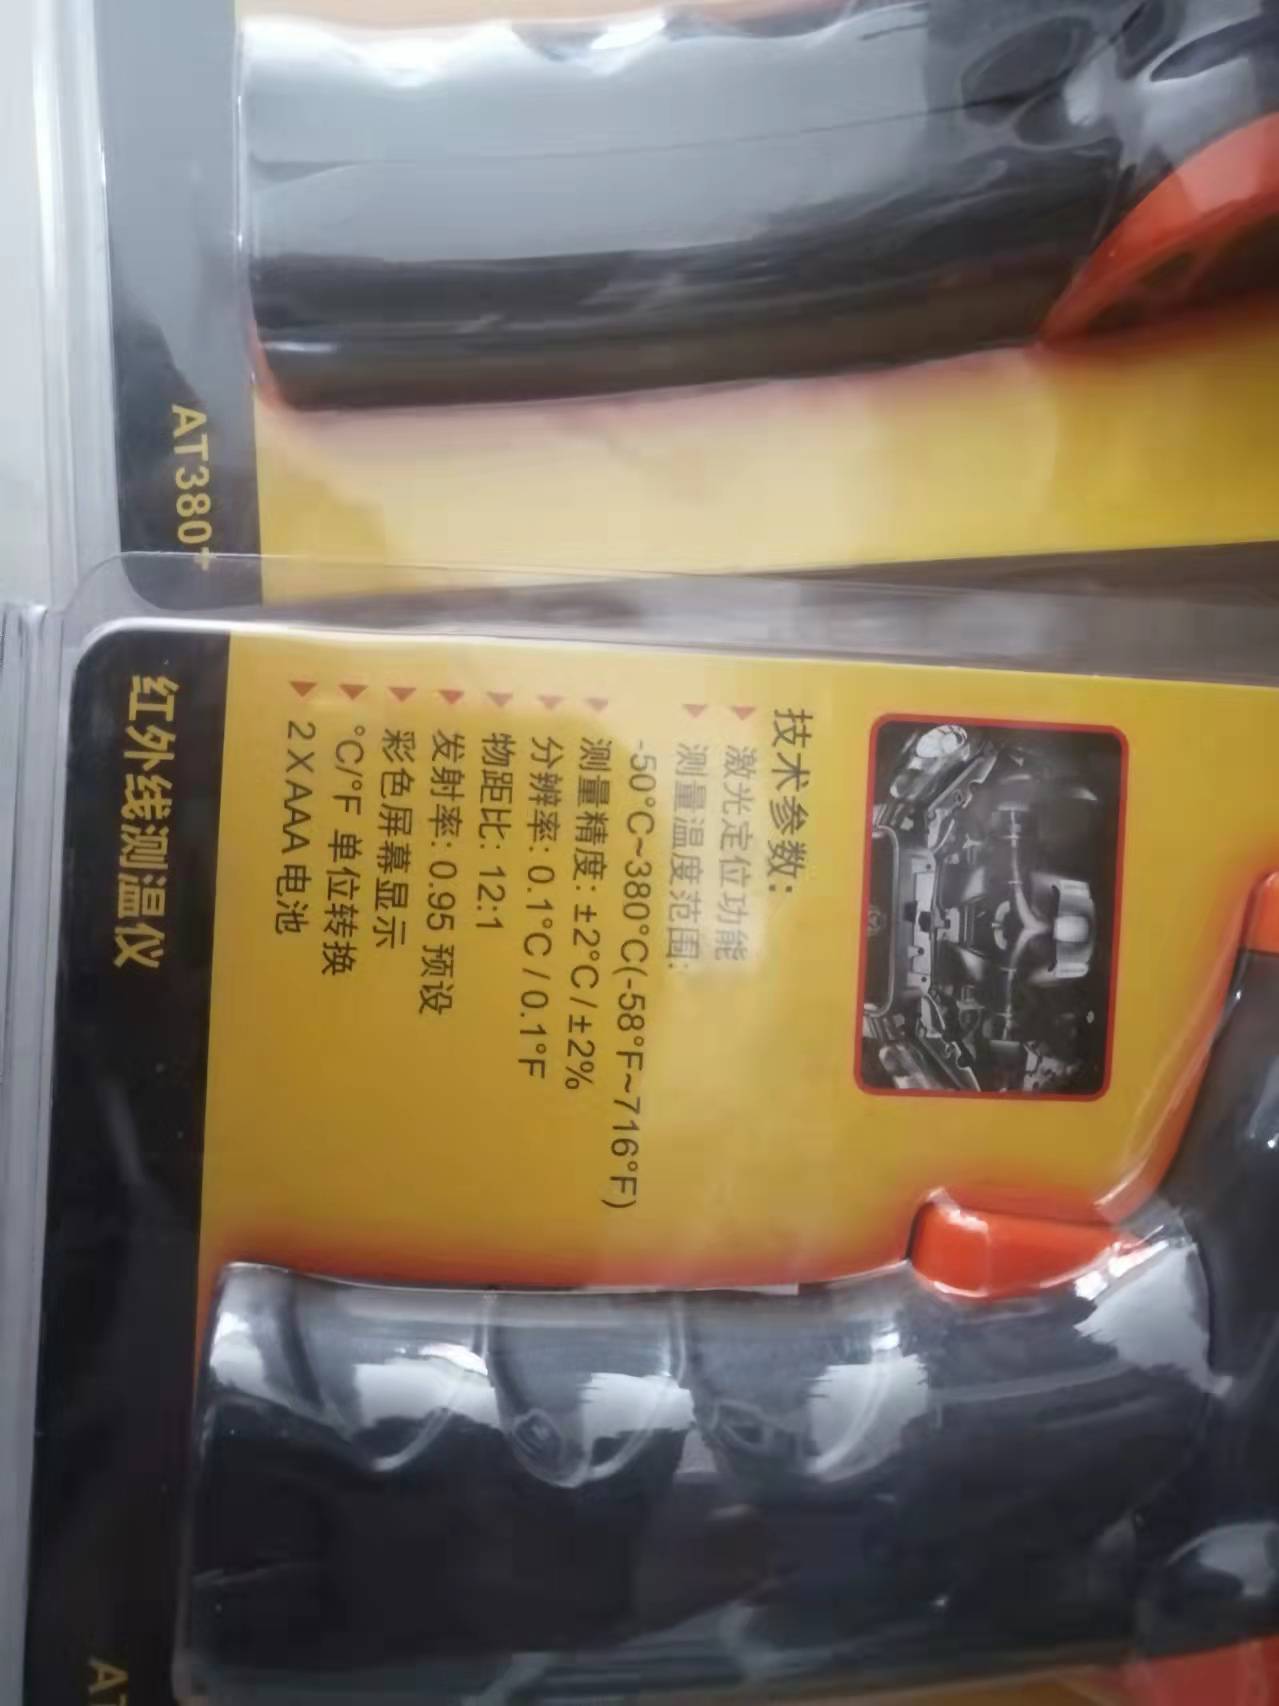 AT380+
技术参数：
激光定位功能
测量温度范围：
-50°C~380°C(-58°F~716°F)
测量精度：±2°C/±2%
分辨率：0.1°C/0.1°F
物距比：12:1
发射率：0.95 预设
彩色屏幕显示
°C/°F 单位转换
2XAAA 电池
红外线测温仪